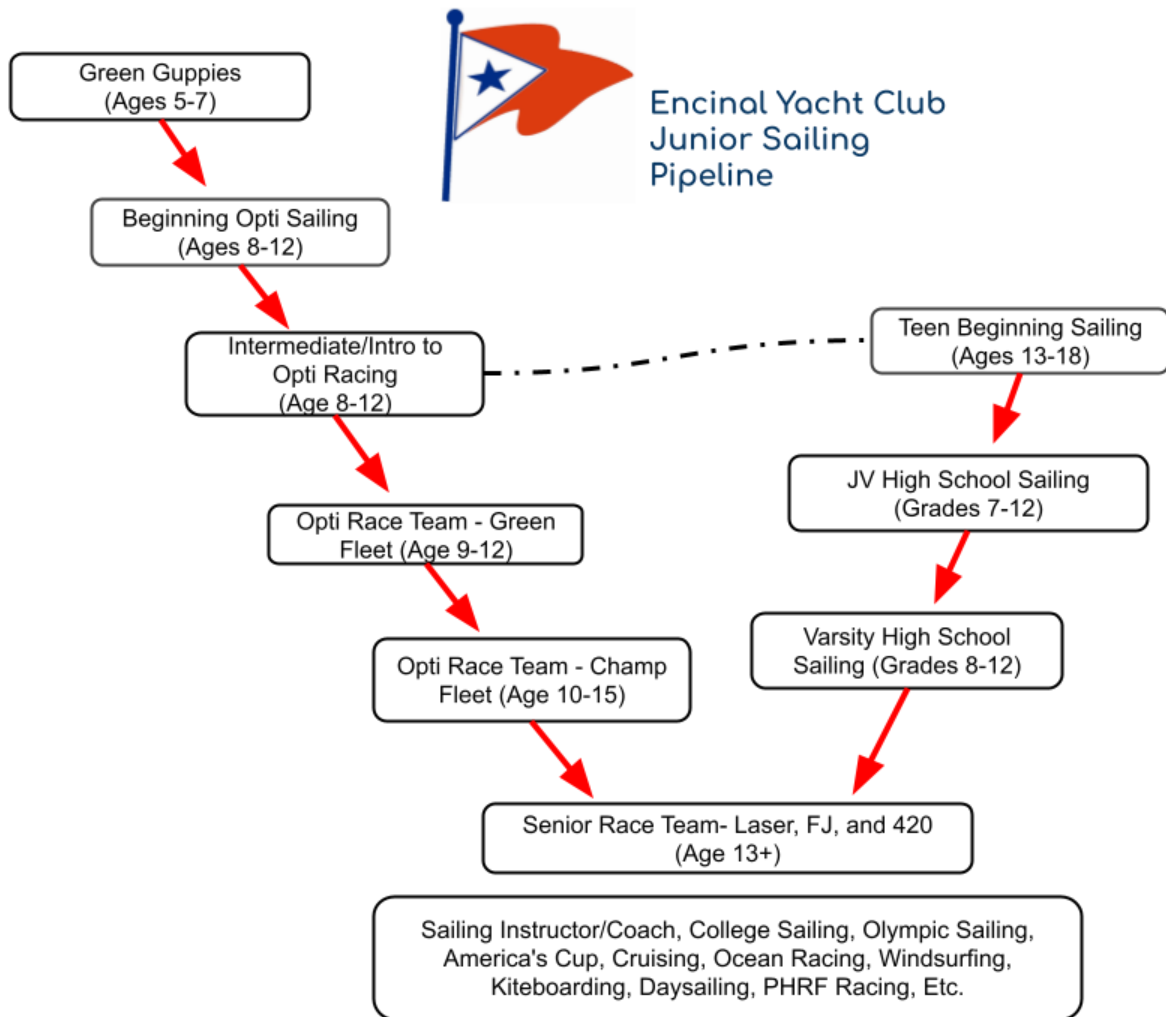 Green Guppies
(Ages 5-7)
Encinal Yacht Club
Junior Sailing
Pipeline
Beginning Opti Sailing
(Ages 8-12)
Intermediate/Intro to
Opti Racing
(Age 8-12)
Teen Beginning Sailing
(Ages 13-18)
Opti Race Team - Green
Fleet (Age 9-12)
JV High School Sailing
(Grades 7-12)
Opti Race Team - Champ
Fleet (Age 10-15)
Varsity High School
Sailing (Grades 8-12)
Senior Race Team- Laser, FJ, and 420
(Age 13+)
Sailing Instructor/Coach, College Sailing, Olympic Sailing,
America's Cup, Cruising, Ocean Racing, Windsurfing,
Kiteboarding, Daysailing, PHRF Racing, Etc.